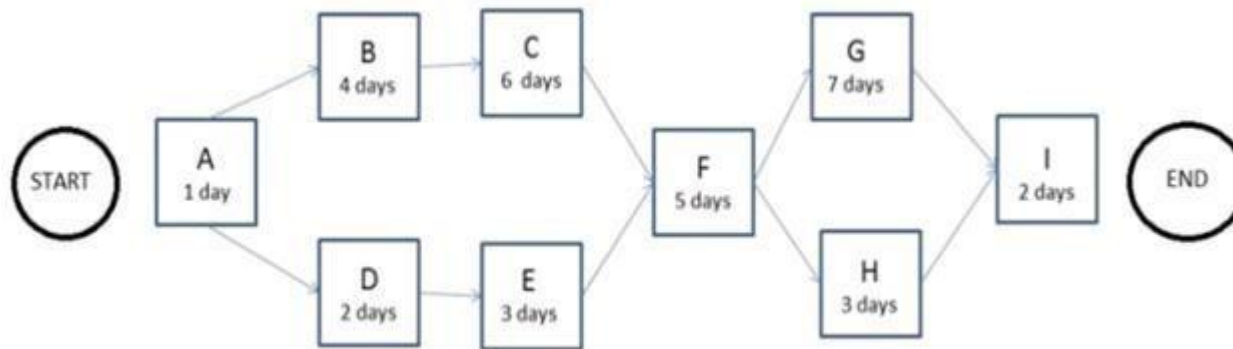 START
A
1 day
B
4 days
C
6 days
D
2 days
E
3 days
F
5 days
G
7 days
H
3 days
I
2 days
END